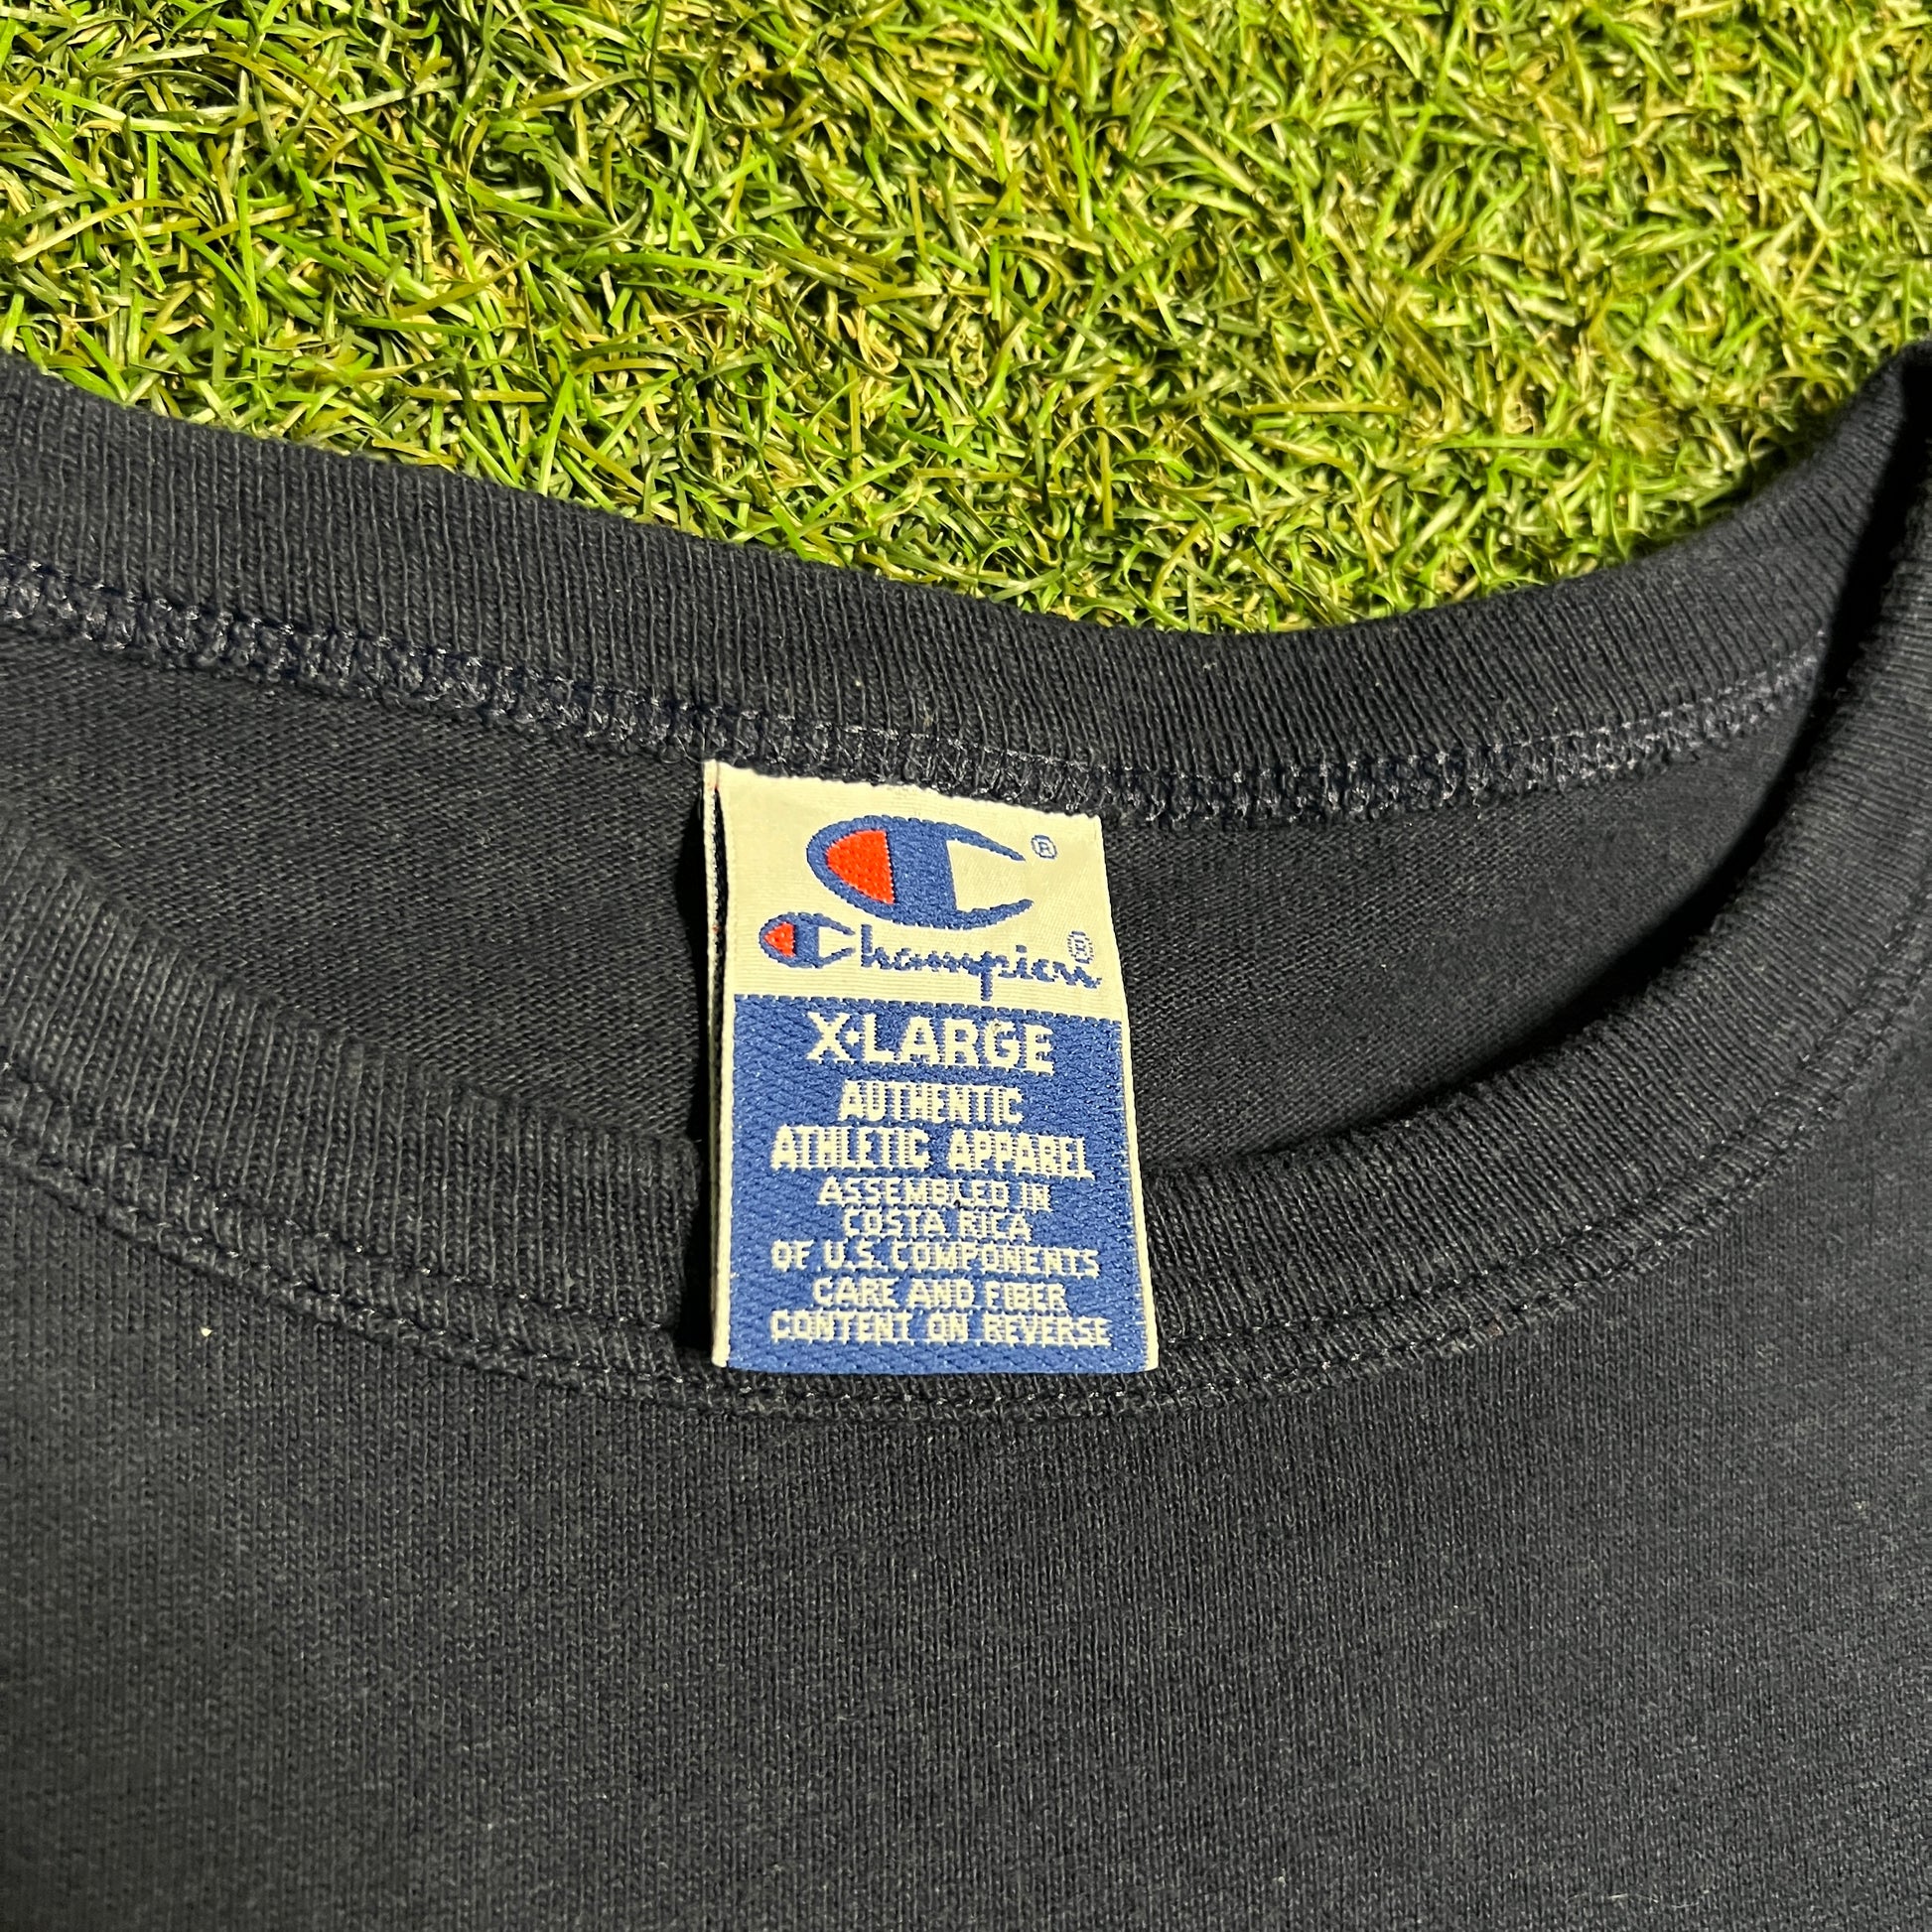 ®
Champion®
X-LARGE
AUTHENTIC
ATHLETIC APPAREL
ASSEMBLED IN
COSTA RICA
OF U.S. COMPONENTS
CARE AND FIBER
CONTENT ON REVERSE